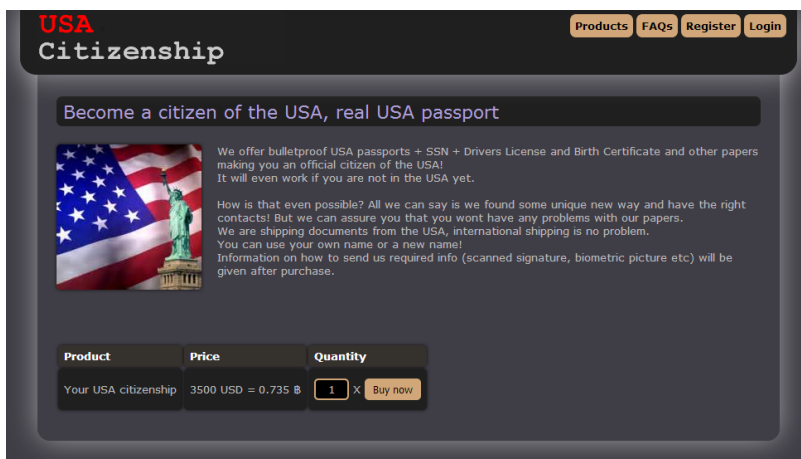 USA
Citizenship
Products FAQs Register Login
Become a citizen of the USA, real USA passport
We offer bulletproof USA passports + SSN + Drivers License and Birth Certificate and other papers
making you an official citizen of the USA!
It will even work if you are not in the USA yet.
How is that even possible? All we can say is we found some unique new way and have the right
contacts! But we can assure you that you wont have any problems with our papers.
We are shipping documents from the USA, international shipping is no problem.
You can use your own name or a new name!
Information on how to send us required info (scanned signature, biometric picture etc) will be
given after purchase.
Product Price Quantity
Your USA citizenship 3500 USD = 0.735 ฿ 1 X Buy now